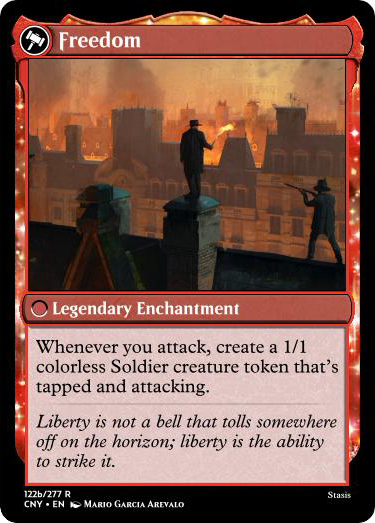 Freedom
Legendary Enchantment
Whenever you attack, create a 1/1
colorless Soldier creature token that's
tapped and attacking.
Liberty is not a bell that tolls somewhere
off on the horizon; liberty is the ability
to strike it.
122b/277 R
Stasis
CNY • EN Mario Garcia Arevalo